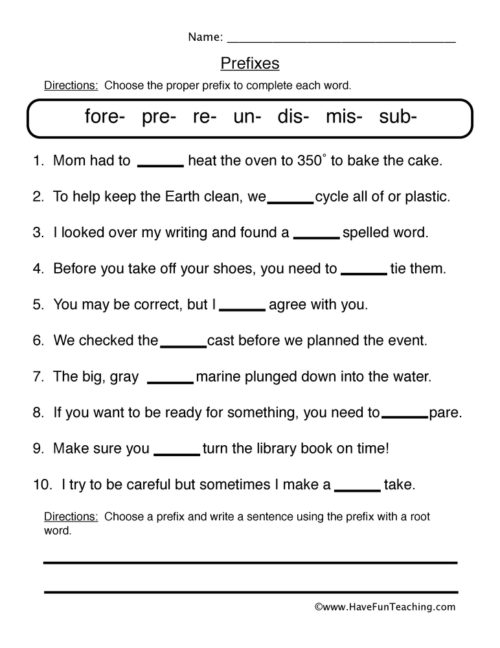 Name: ______________________________
Prefixes
Directions: Choose the proper prefix to complete each word.
fore- pre- re- un- dis- mis- sub-
1. Mom had to ______ heat the oven to 350˚ to bake the cake.
2. To help keep the Earth clean, we______cycle all of or plastic.
3. I looked over my writing and found a ______ spelled word.
4. Before you take off your shoes, you need to ______ tie them.
5. You may be correct, but I ______ agree with you.
6. We checked the______cast before we planned the event.
7. The big, gray ______ marine plunged down into the water.
8. If you want to be ready for something, you need to______pare.
9. Make sure you ______ turn the library book on time!
10. I try to be careful but sometimes I make a ______ take.
Directions: Choose a prefix and write a sentence using the prefix with a root
word.
©www.HaveFunTeaching.com